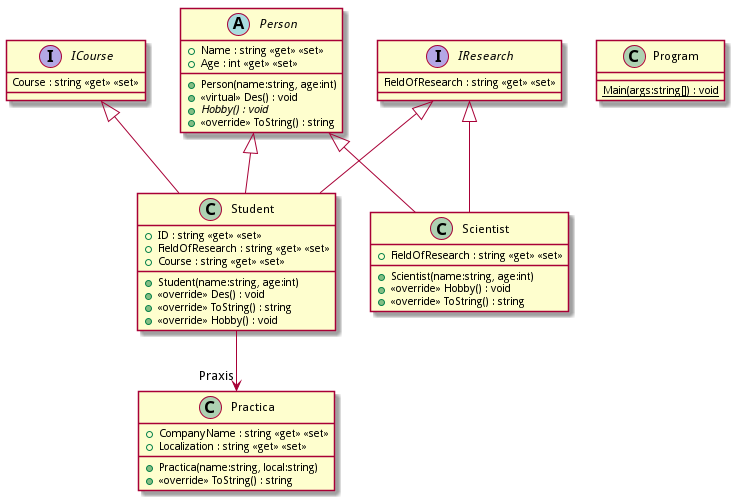 I ICourse
Course : string «get» «set»
A Person
Name : string «get» «set»
Age : int «get» «set»
Person(name:string, age:int)
«virtual» Des() : void
Hobby() : void
«override» ToString() : string
I IResearch
FieldOfResearch : string «get» «set»
C Program
Main(args:string[]) : void
C Student
ID : string «get» «set»
FieldOfResearch : string «get» «set»
Course : string «get» «set»
Student(name:string, age:int)
«override» Des() : void
«override» ToString() : string
«override» Hobby() : void
C Scientist
FieldOfResearch : string «get» «set»
Scientist(name:string, age:int)
«override» Hobby() : void
«override» ToString() : string
Praxis
C Practica
CompanyName : string «get» «set»
Localization : string «get» «set»
Practica(name:string, local:string)
«override» ToString() : string